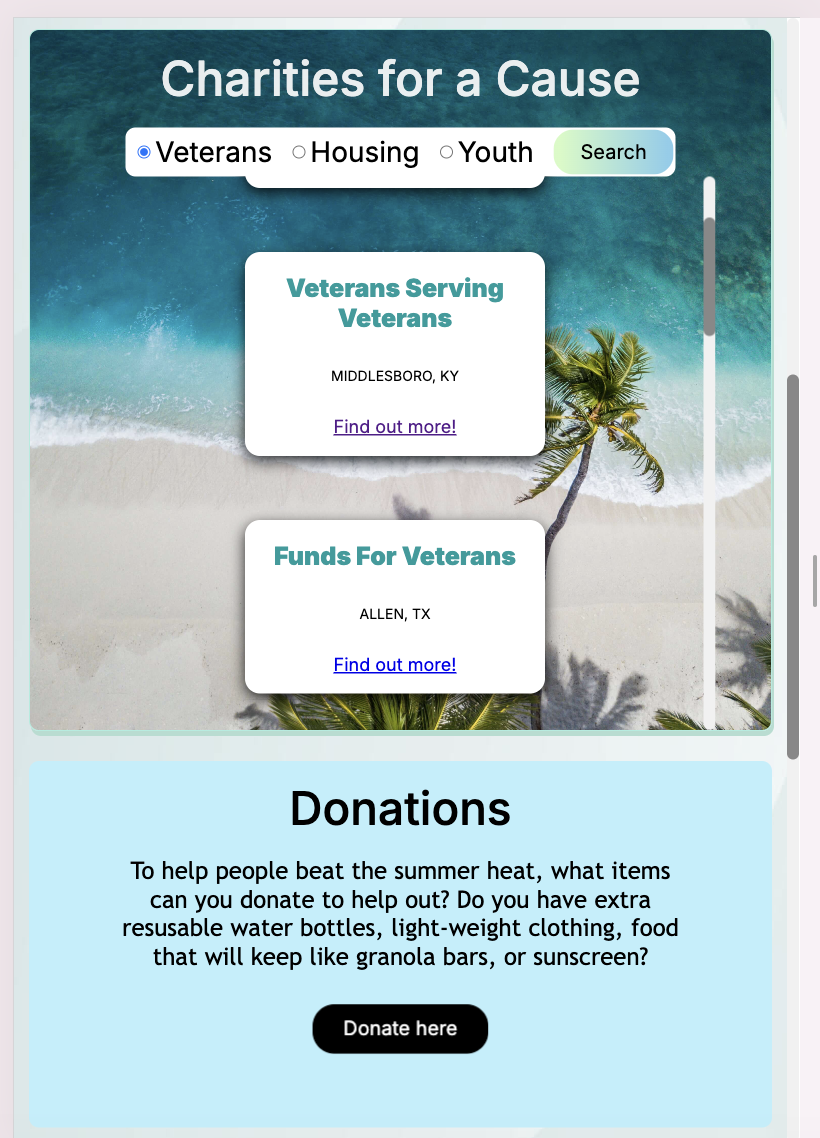 Charities for a Cause
Veterans Housing Youth Search
Veterans Serving
Veterans
MIDDLESBORO, KY
Find out more!
Funds For Veterans
ALLEN, TX
Find out more!
Donations
To help people beat the summer heat, what items
can you donate to help out? Do you have extra
resusable water bottles, light-weight clothing, food
that will keep like granola bars, or sunscreen?
Donate here